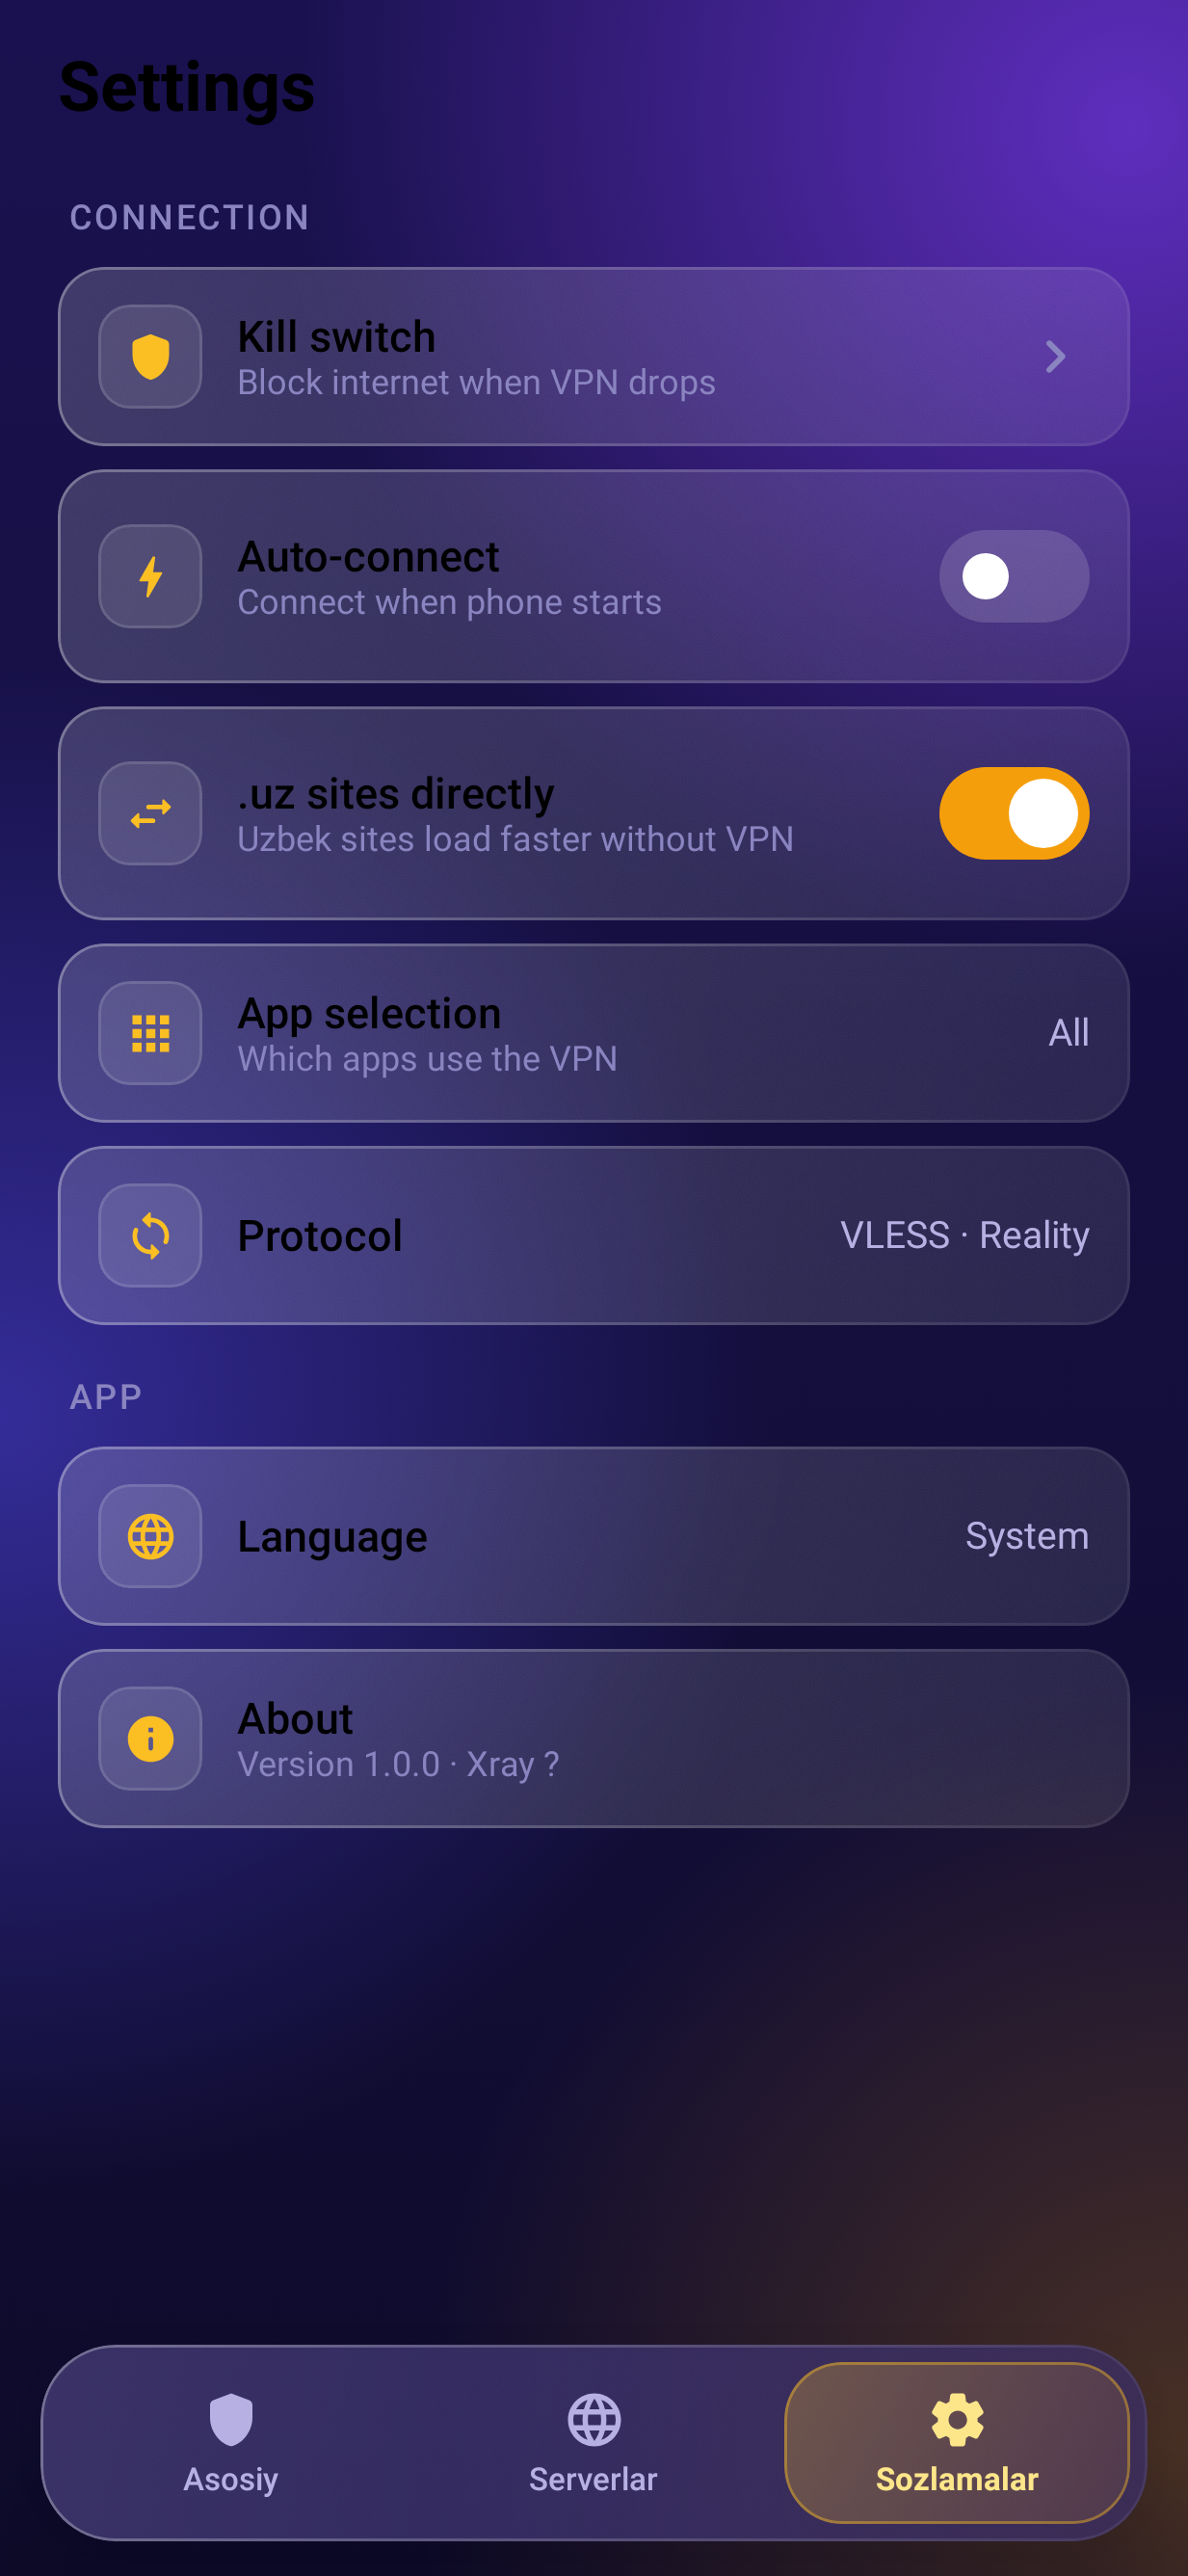 Settings
CONNECTION
Kill switch
Block internet when VPN drops
Auto-connect
Connect when phone starts
.uz sites directly
Uzbek sites load faster without VPN
App selection
Which apps use the VPN
All
Protocol
VLESS · Reality
APP
Language
System
About
Version 1.0.0 · Xray ?
Asosiy
Serverlar
Sozlamalar